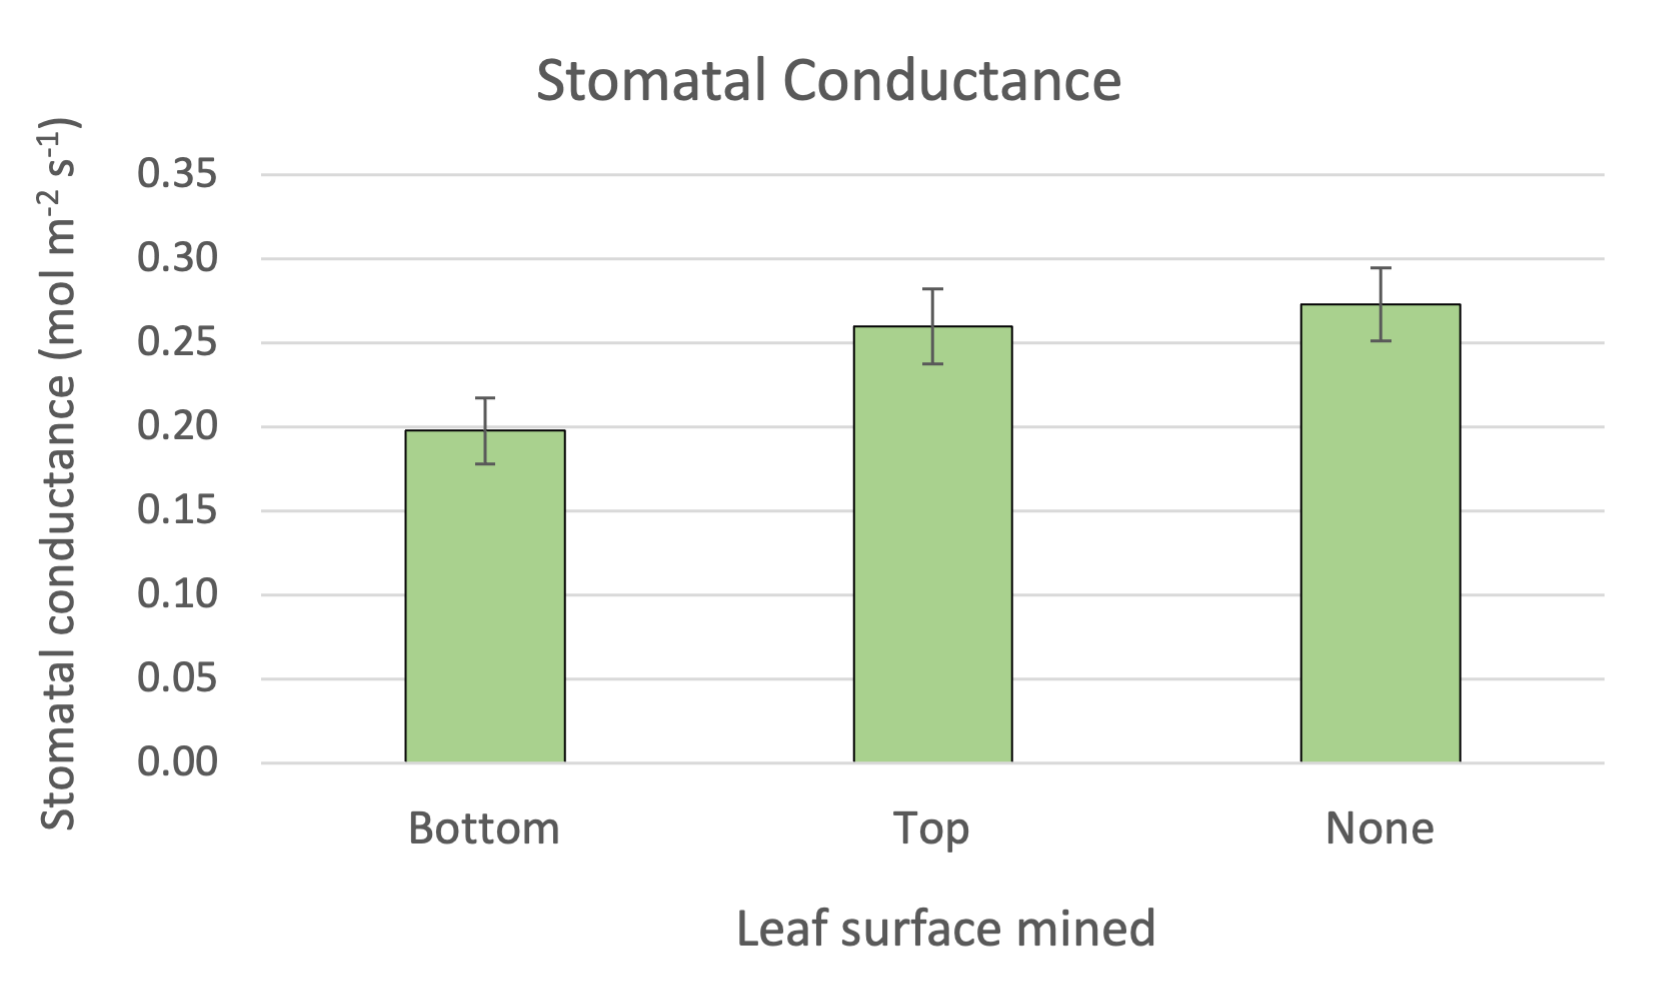 Stomatal Conductance
Stomatal conductance (mol m⁻² s⁻¹)
0.35
0.30
0.25
0.20
0.15
0.10
0.05
0.00
Bottom
Top
None
Leaf surface mined